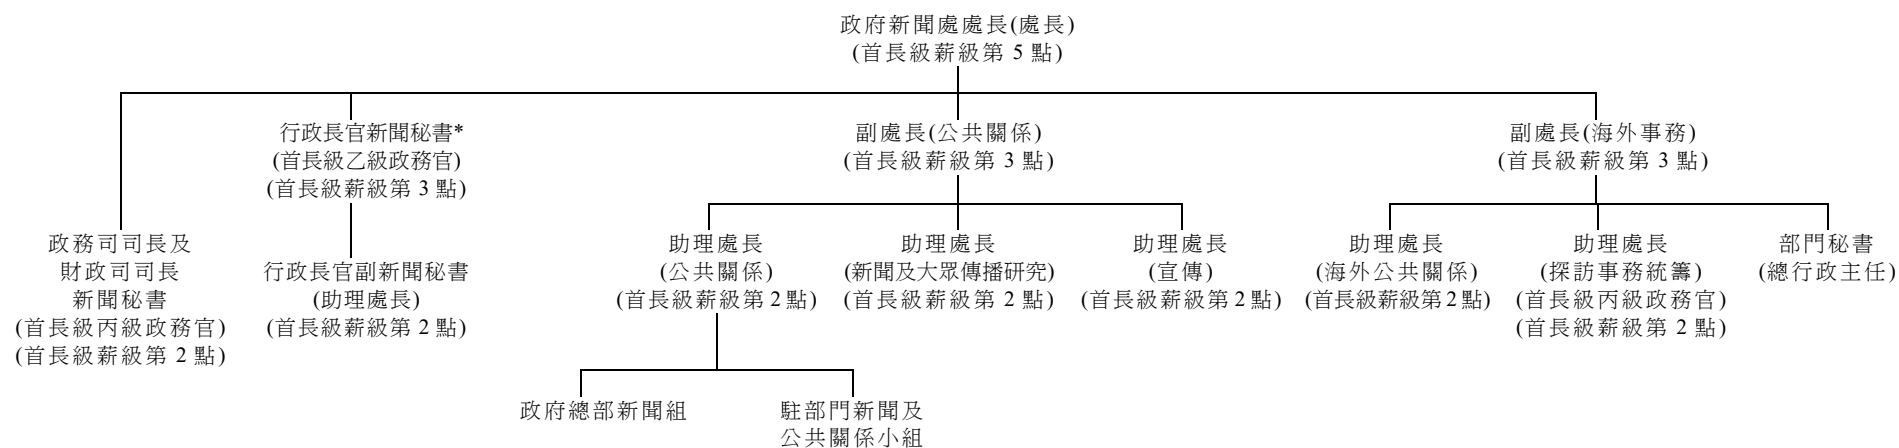 政府新聞處處長(處長)
(首長級薪級第 5 點)
行政長官新聞秘書*
(首長級乙級政務官)
(首長級薪級第 3 點)
副處長(公共關係)
(首長級薪級第 3 點)
副處長(海外事務)
(首長級薪級第 3 點)
政務司司長及
財政司司長
新聞秘書
(首長級丙級政務官)
(首長級薪級第 2 點)
行政長官副新聞秘書
(助理處長)
(首長級薪級第 2 點)
助理處長
(公共關係)
(首長級薪級第 2 點)
助理處長
(新聞及大眾傳播研究)
(首長級薪級第 2 點)
助理處長
(宣傳)
(首長級薪級第 2 點)
助理處長
(海外公共關係)
(首長級薪級第 2 點)
助理處長
(探訪事務統籌)
(首長級丙級政務官)
(首長級薪級第 2 點)
部門秘書
(總行政主任)
政府總部新聞組
駐部門新聞及
公共關係小組